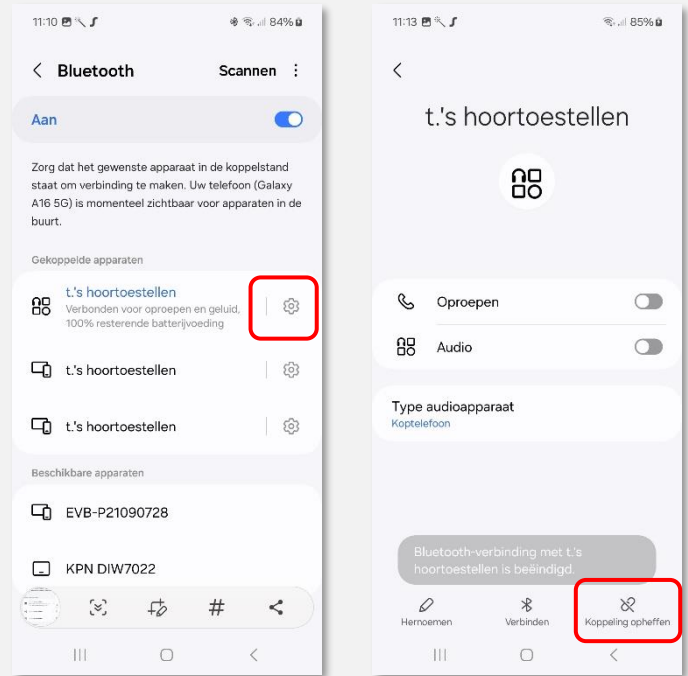 11:10
84%
Bluetooth
Scannen
Aan
Zorg dat het gewenste apparaat in de koppelstand
staat om verbinding te maken. Uw telefoon (Galaxy
A16 5G) is momenteel zichtbaar voor apparaten in de
buurt.
Gekoppelde apparaten
t.'s hoortoestellen
Verbonden voor oproepen en geluid,
100% resterende batterijvoeding
t.'s hoortoestellen
t.'s hoortoestellen
Beschikbare apparaten
EVB-P21090728
KPN DIW7022
11:13
85%
t.'s hoortoestellen
Oproepen
Audio
Type audioapparaat
Koptelefoon
Bluetooth-verbinding met t.'s
hoortoestellen is beëindigd.
Hernoemen
Verbinden
Koppeling opheffen